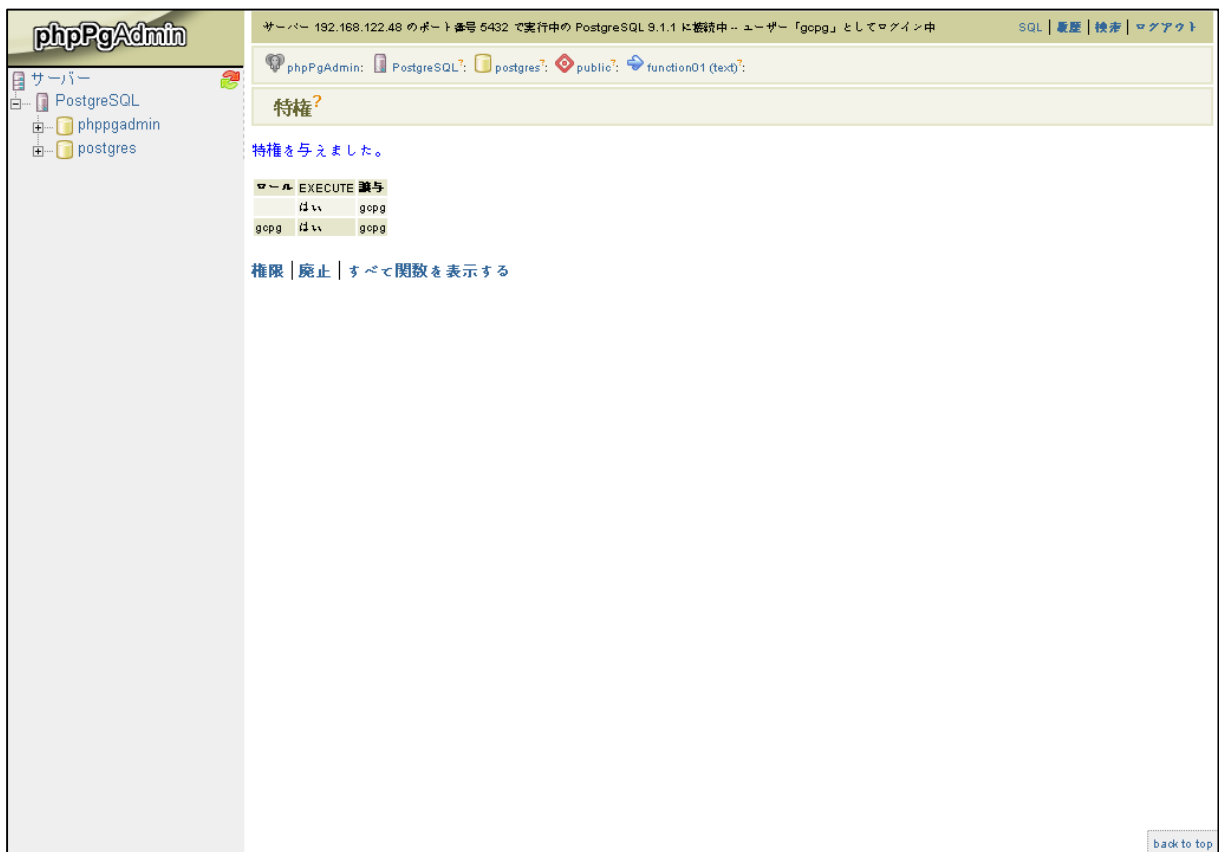 phpPgAdmin
サーバー
PostgreSQL
phppgadmin
postgres
サーバー 192.168.122.48 のポート番号 5432 で実行中の PostgreSQL 9.1.1 に接続中 -- ユーザー「gcpg」としてログイン中
SQL | 履歴 | 検索 | ログアウト
phpPgAdmin: PostgreSQL?: postgres?: public?: function01 (text)?:
特権?
特権を与えました。
ロール EXECUTE 譲与
はい gcpg
gcpg はい gcpg
権限 | 廃止 | すべて関数を表示する
back to top